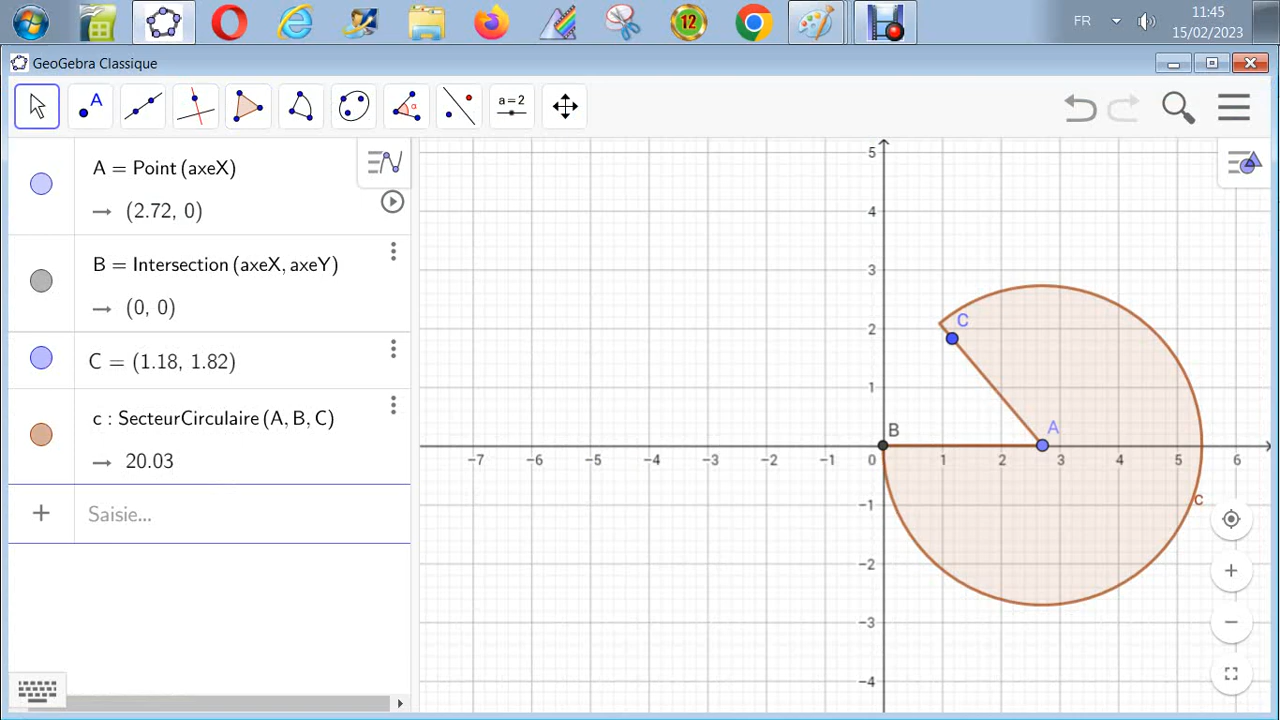 12
FR
11:45
15/02/2023
GeoGebra Classique
A
α
a=2
A = Point (axeX)
→ (2.72, 0)
B = Intersection (axeX, axeY)
→ (0, 0)
C = (1.18, 1.82)
c : SecteurCirculaire (A, B, C)
→ 20.03
+ Saisie...
5
4
3
2
1
C
B
A
-7 -6 -5 -4 -3 -2 -1 0 1 2 3 4 5 6
-1
c
-2
-3
-4